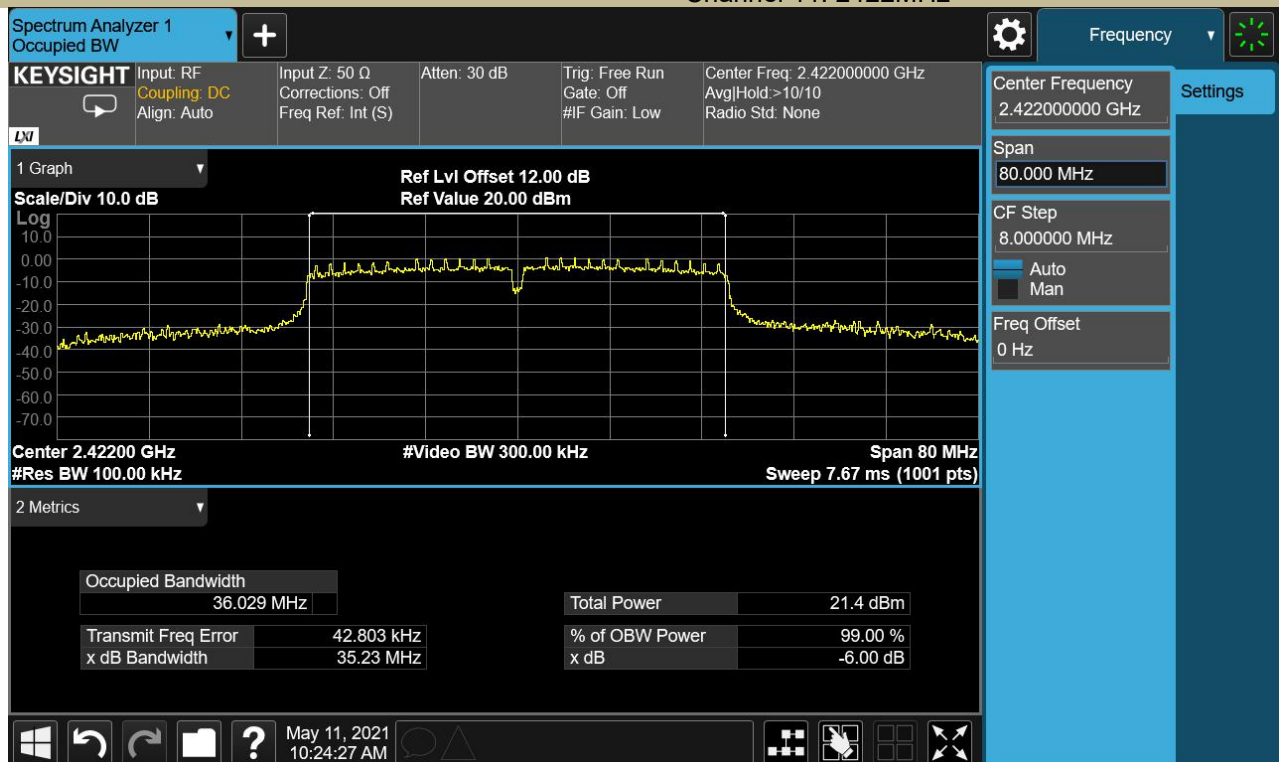 Spectrum Analyzer 1
Occupied BW
Frequency
KEYSIGHT
LXI
Input: RF
Coupling: DC
Align: Auto
Input Z: 50 Ω
Corrections: Off
Freq Ref: Int (S)
Atten: 30 dB
Trig: Free Run
Gate: Off
#IF Gain: Low
Center Freq: 2.422000000 GHz
Avg|Hold:>10/10
Radio Std: None
Center Frequency
2.422000000 GHz
Settings
Span
80.000 MHz
CF Step
8.000000 MHz
Auto
Man
Freq Offset
0 Hz
1 Graph
Scale/Div 10.0 dB
Ref Lvl Offset 12.00 dB
Ref Value 20.00 dBm
Log
10.0
0.00
-10.0
-20.0
-30.0
-40.0
-50.0
-60.0
-70.0
Center 2.42200 GHz
#Res BW 100.00 kHz
#Video BW 300.00 kHz
Span 80 MHz
Sweep 7.67 ms (1001 pts)
2 Metrics
Occupied Bandwidth
36.029 MHz
Transmit Freq Error 42.803 kHz
x dB Bandwidth 35.23 MHz
Total Power 21.4 dBm
% of OBW Power 99.00 %
x dB -6.00 dB
?
May 11, 2021
10:24:27 AM